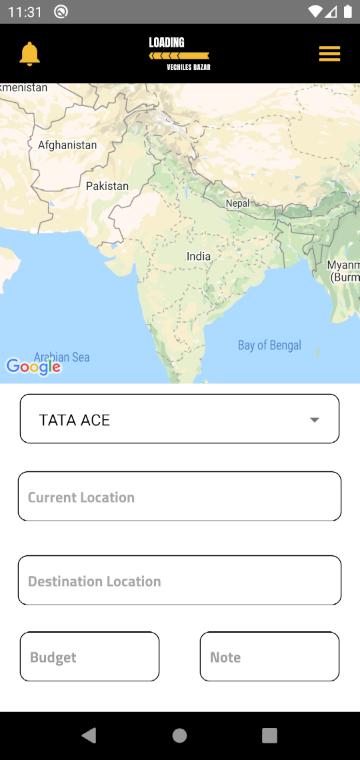 11:31
LOADING
VECHILES BAZAR
kmenistan
Afghanistan
Pakistan
Nepal
India
Myanm
(Burm
Bay of Bengal
Arabian Sea
Google
TATA ACE
Current Location
Destination Location
Budget
Note